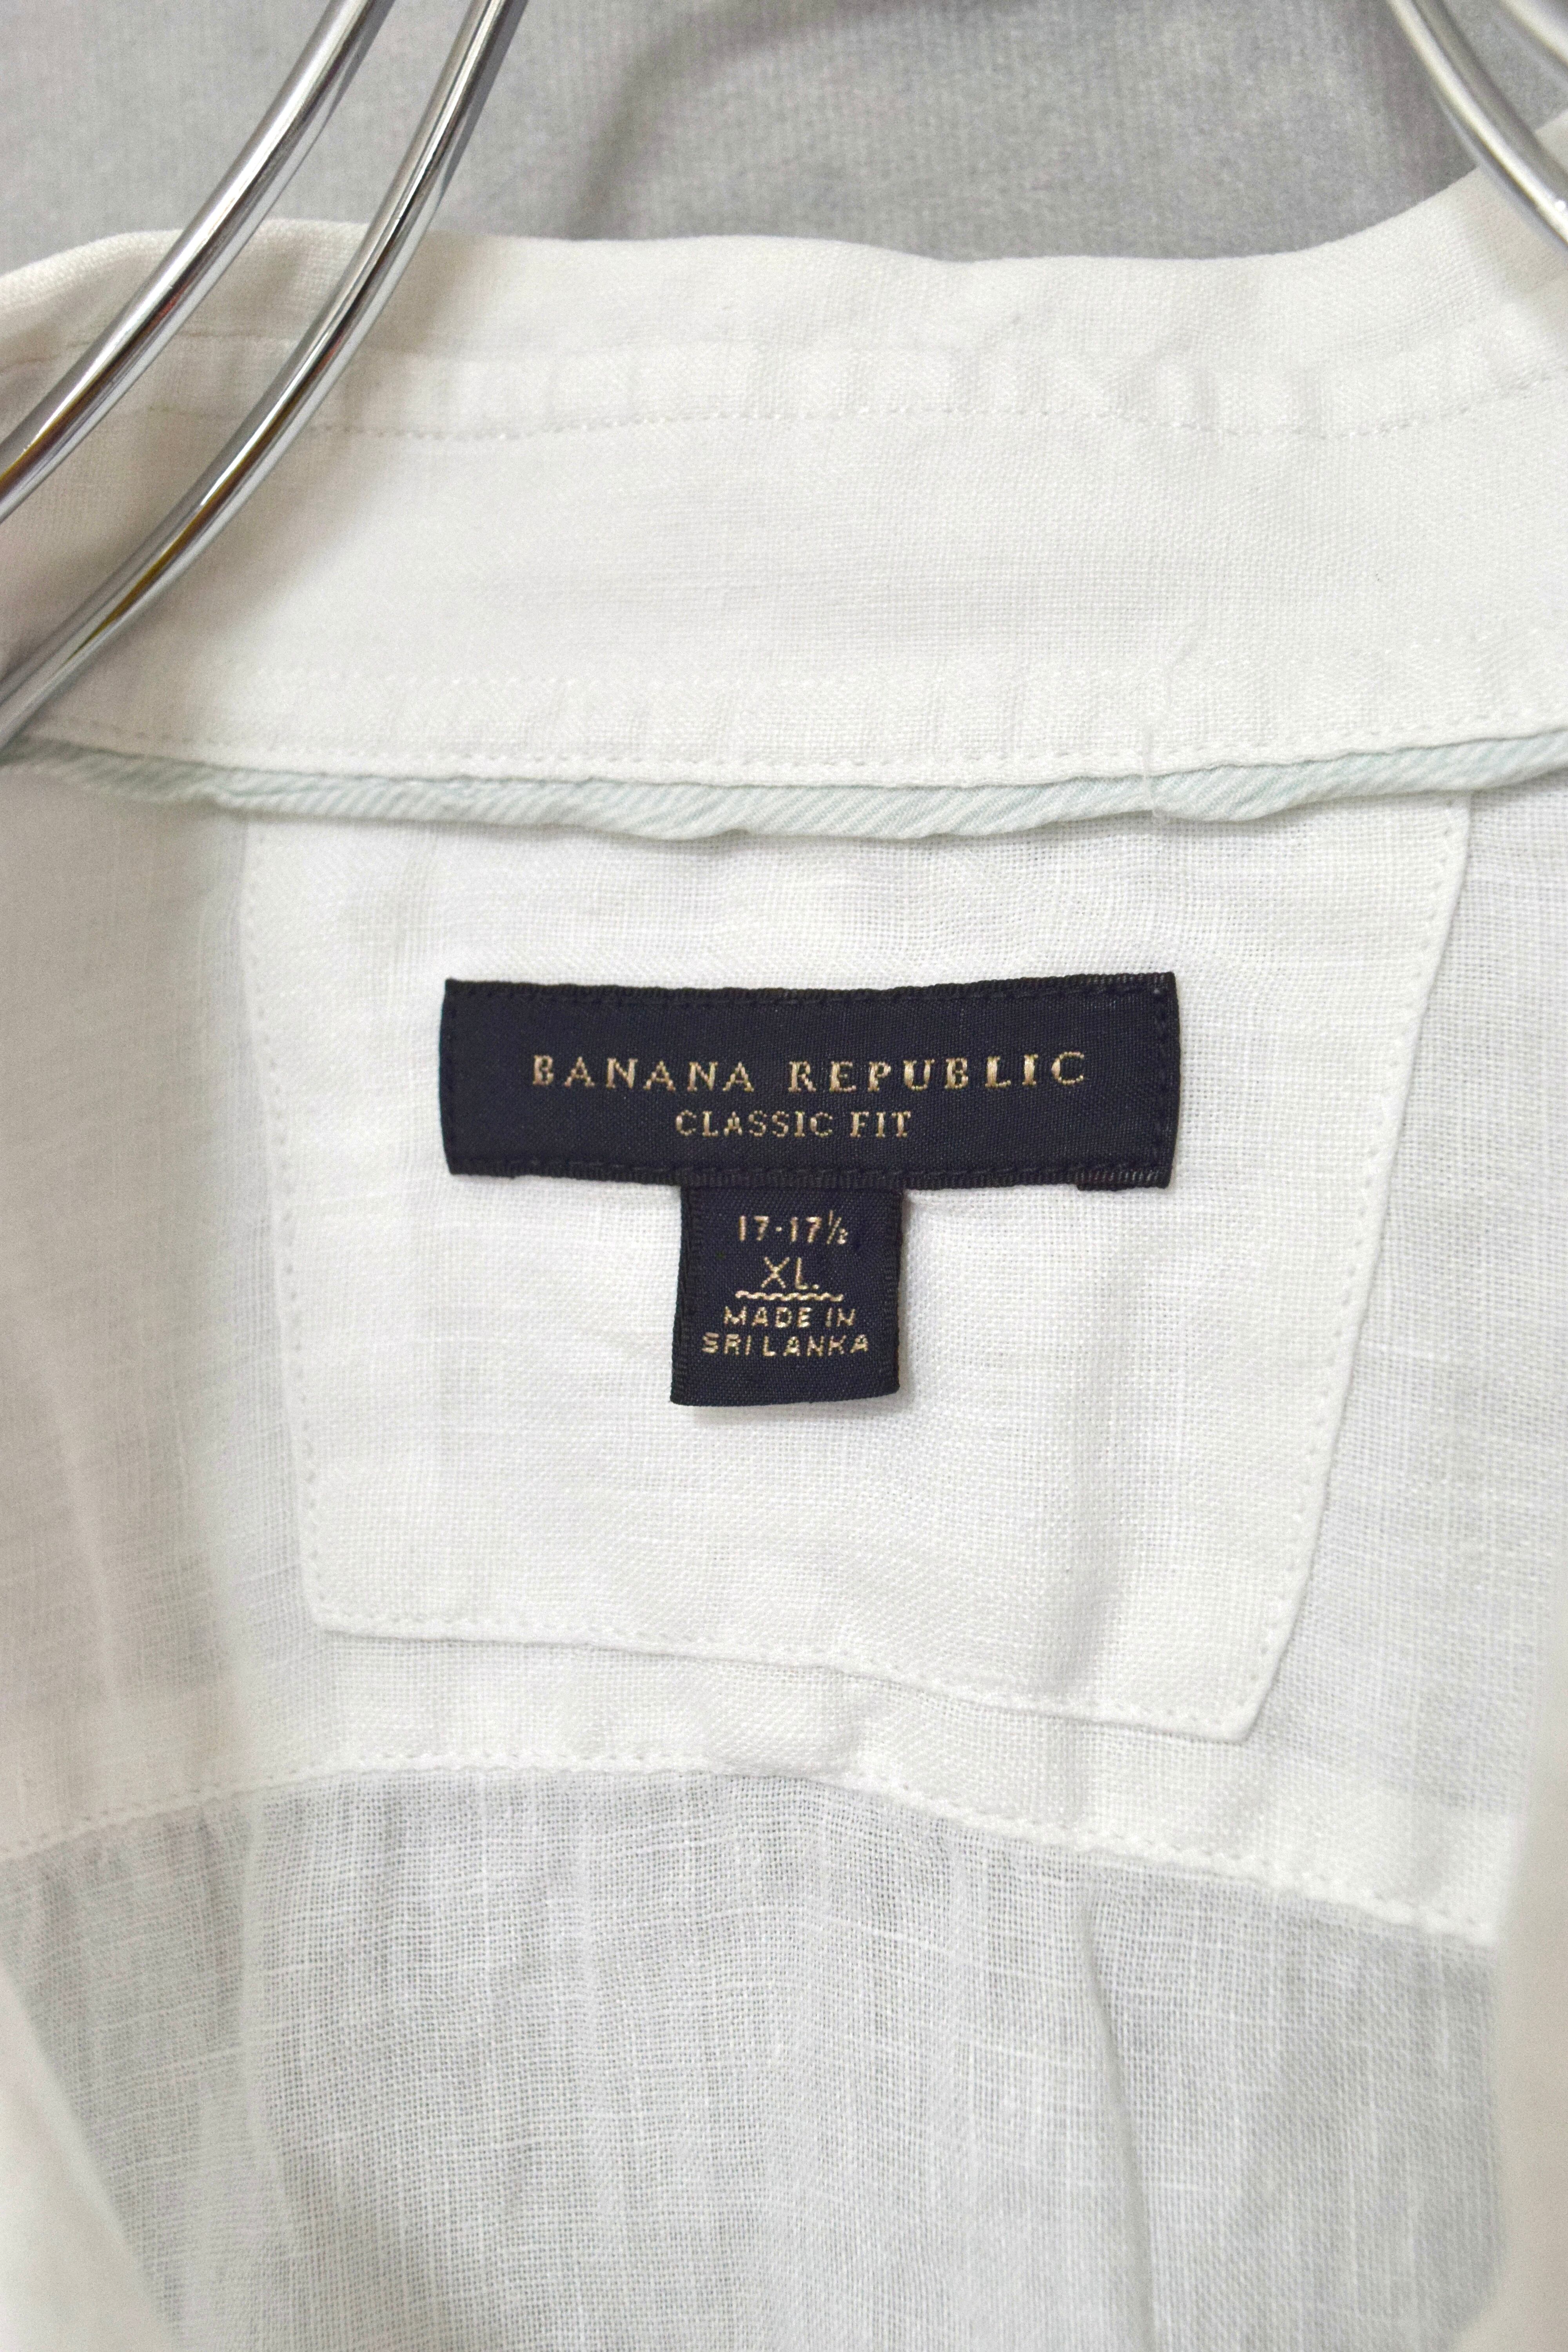 BANANA REPUBLIC
CLASSIC FIT
17-17½
XL.
MADE IN
SRI LANKA